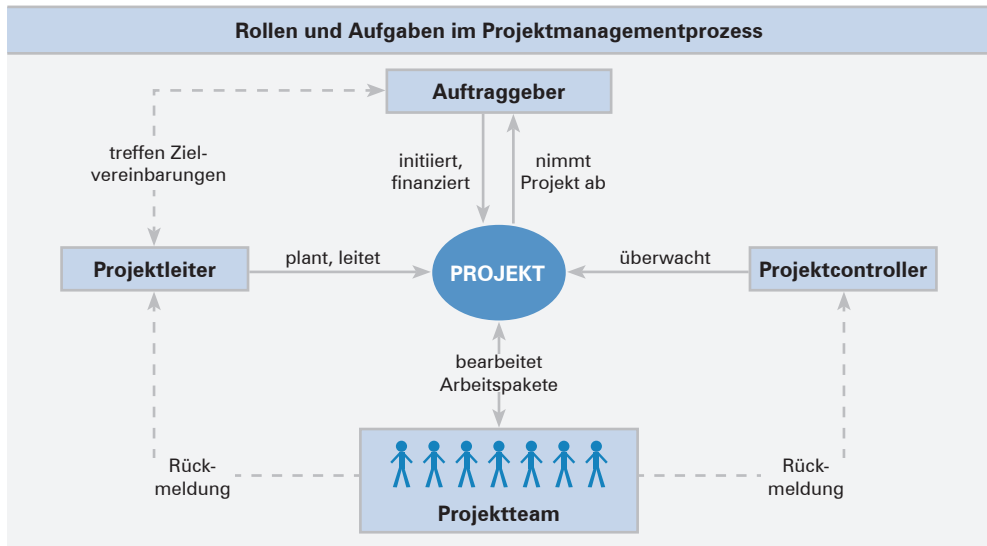 Rollen und Aufgaben im Projektmanagementprozess
Auftraggeber
treffen Ziel-
vereinbarungen
initiiert,
finanziert
nimmt
Projekt ab
Projektleiter
plant, leitet
PROJEKT
überwacht
Projektcontroller
bearbeitet
Arbeitspakete
Rück-
meldung
Projektteam
Rück-
meldung